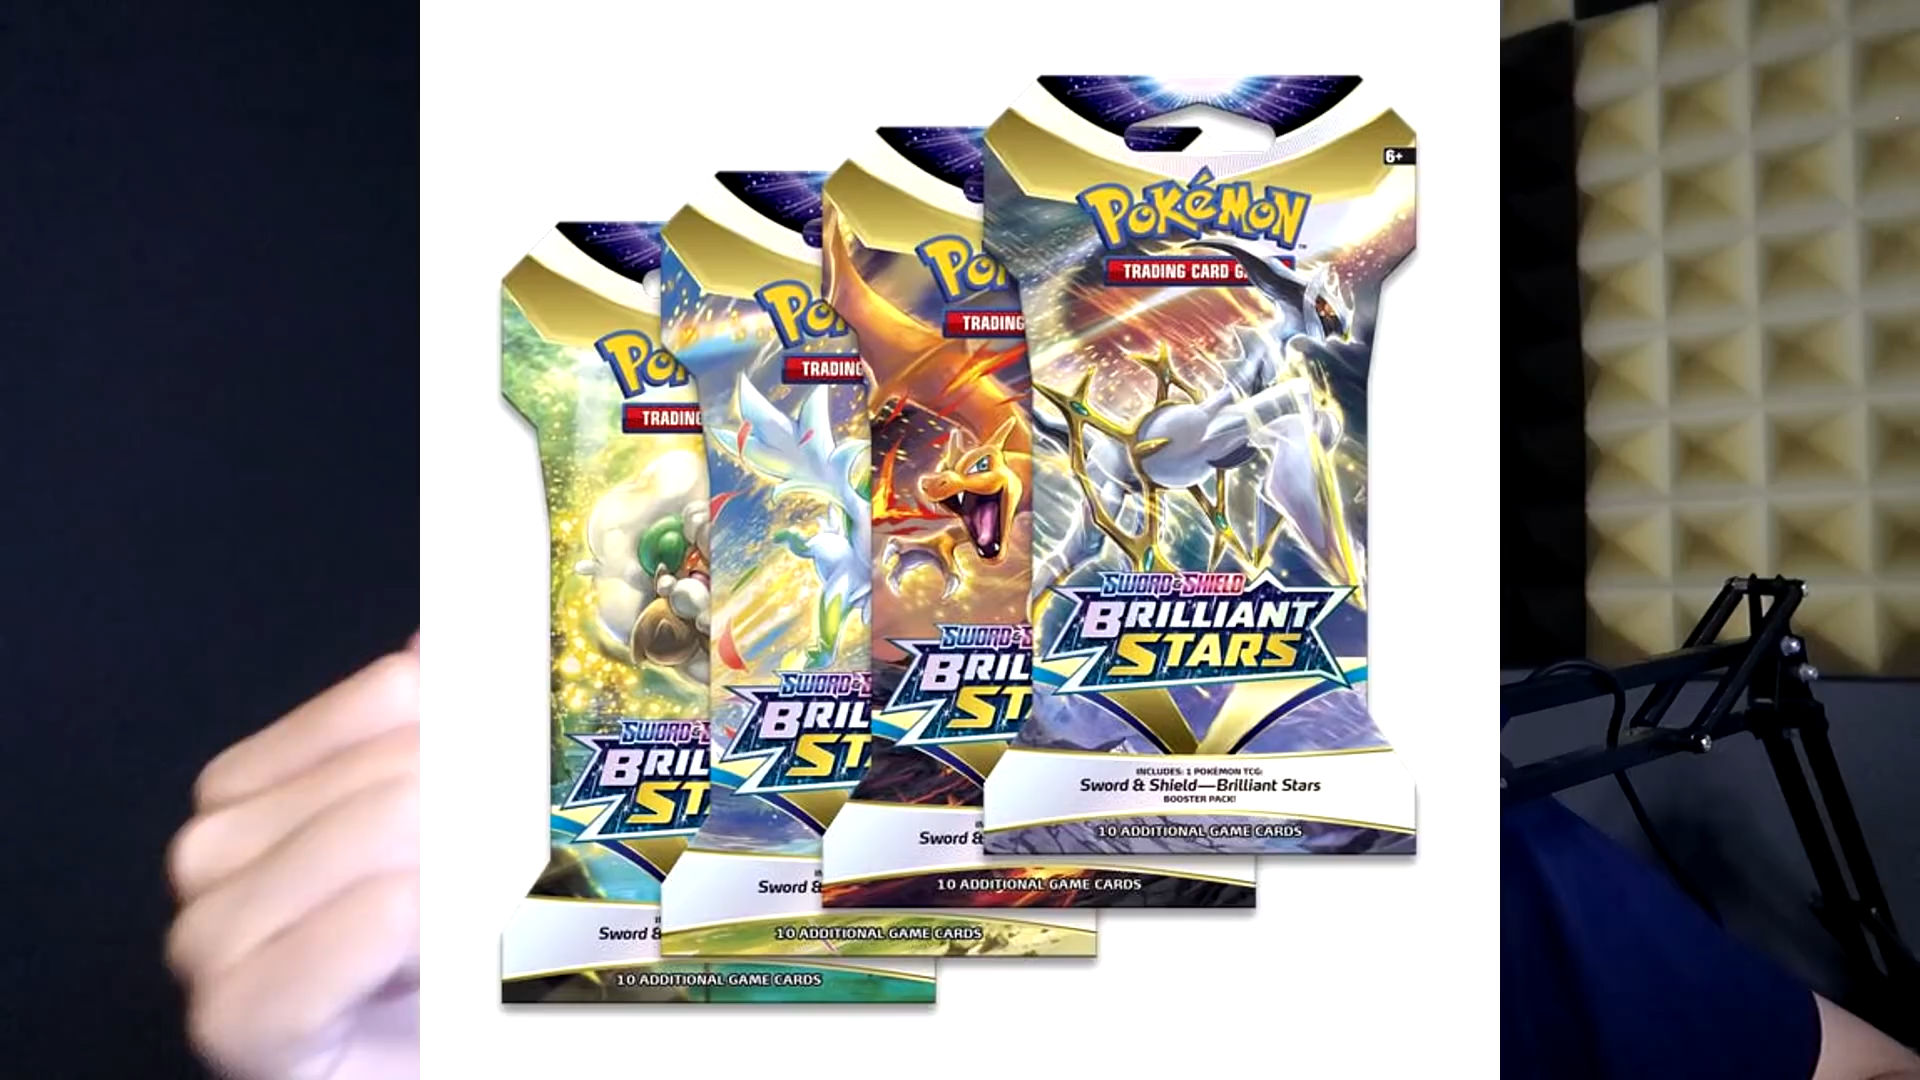 6+
POKéMON
TRADING CARD G
SWORD & SHIELD
BRILLIANT
STARS
INCLUDES: 1 POKÉMON TCG:
Sword & Shield—Brilliant Stars
BOOSTER PACK!
10 ADDITIONAL GAME CARDS
Po
TRADING
SWORD & S
BRIL
ST
Sword &
10 ADDITIONAL GAME CARDS
Po
TRADING
SWORD & S
BRIL
ST
Sword &
10 ADDITIONAL GAME CARDS
Po
TRADING
SWORD & S
BRIL
ST
Sword &
10 ADDITIONAL GAME CARDS